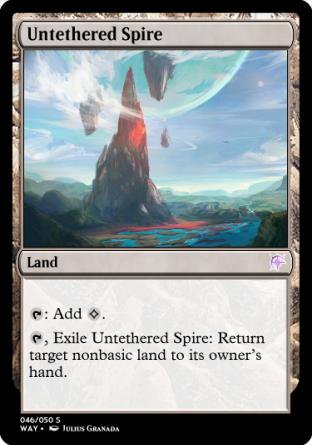 Untethered Spire
Land
: Add .
, Exile Untethered Spire: Return
target nonbasic land to its owner's
hand.
046/050 S
WAY • Julius Granada